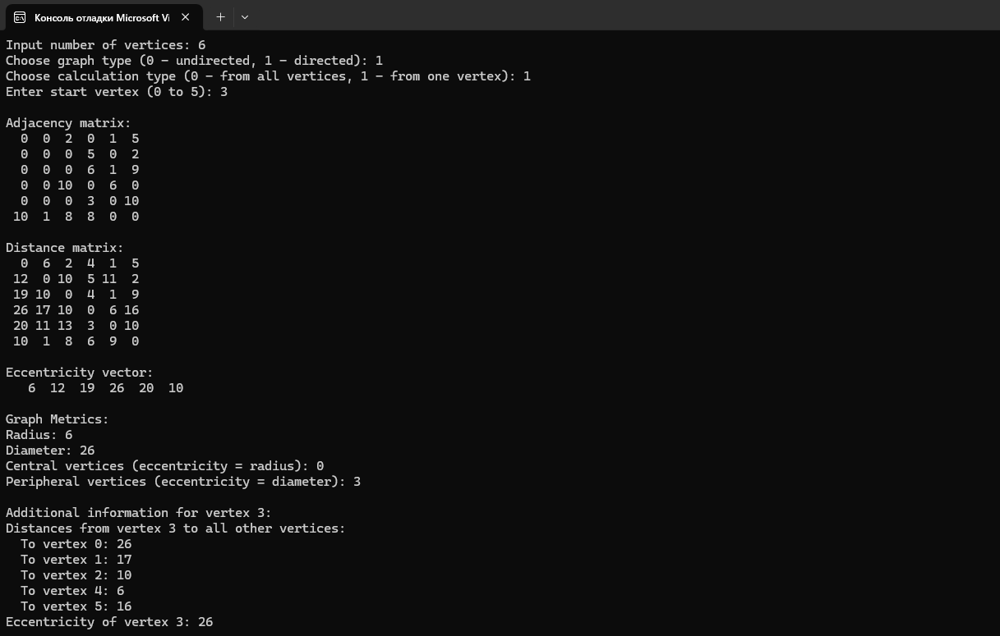 Консоль отладки Microsoft Vi
Input number of vertices: 6
Choose graph type (0 - undirected, 1 - directed): 1
Choose calculation type (0 - from all vertices, 1 - from one vertex): 1
Enter start vertex (0 to 5): 3
Adjacency matrix:
0 0 2 0 1 5
0 0 0 5 0 2
0 0 0 6 1 9
0 0 10 0 6 0
0 0 0 3 0 10
10 1 8 8 0 0
Distance matrix:
0 6 2 4 1 5
12 0 10 5 11 2
19 10 0 4 1 9
26 17 10 0 6 16
20 11 13 3 0 10
10 1 8 6 9 0
Eccentricity vector:
6 12 19 26 20 10
Graph Metrics:
Radius: 6
Diameter: 26
Central vertices (eccentricity = radius): 0
Peripheral vertices (eccentricity = diameter): 3
Additional information for vertex 3:
Distances from vertex 3 to all other vertices:
To vertex 0: 26
To vertex 1: 17
To vertex 2: 10
To vertex 4: 6
To vertex 5: 16
Eccentricity of vertex 3: 26